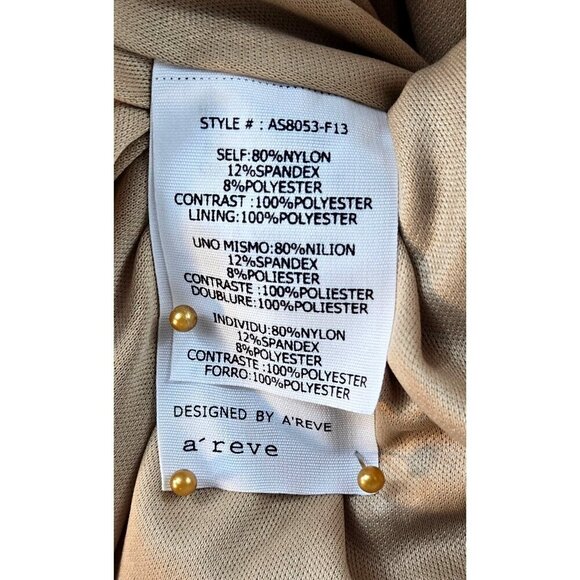 STYLE # : AS8053-F13
SELF:80%NYLON
12%SPANDEX
8%POLYESTER
CONTRAST :100%POLYESTER
LINING:100%POLYESTER
UNO MISMO:80%NILION
12%SPANDEX
8%POLIESTER
CONTRASTE :100%POLIESTER
DOUBLURE:100%POLIESTER
INDIVIDU:80%NYLON
12%SPANDEX
8%POLYESTER
CONTRASTE :100%POLYESTER
FORRO:100%POLYESTER
DESIGNED BY A'REVE
a´reve